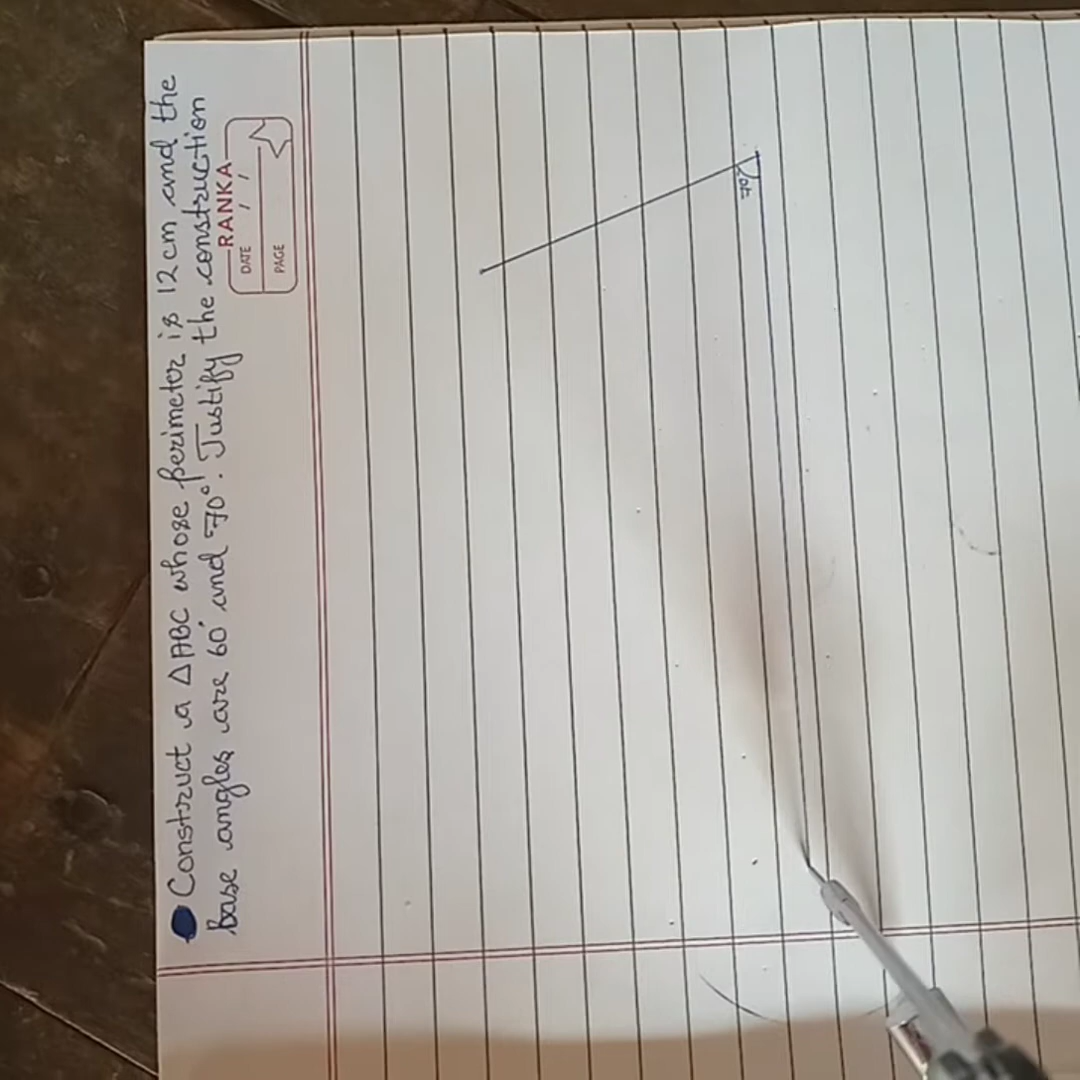 Construct a △ABC whose perimeter is 12 cm and the
base angles are 60° and 70°. Justify the construction
RANKA
DATE / /
PAGE
70°